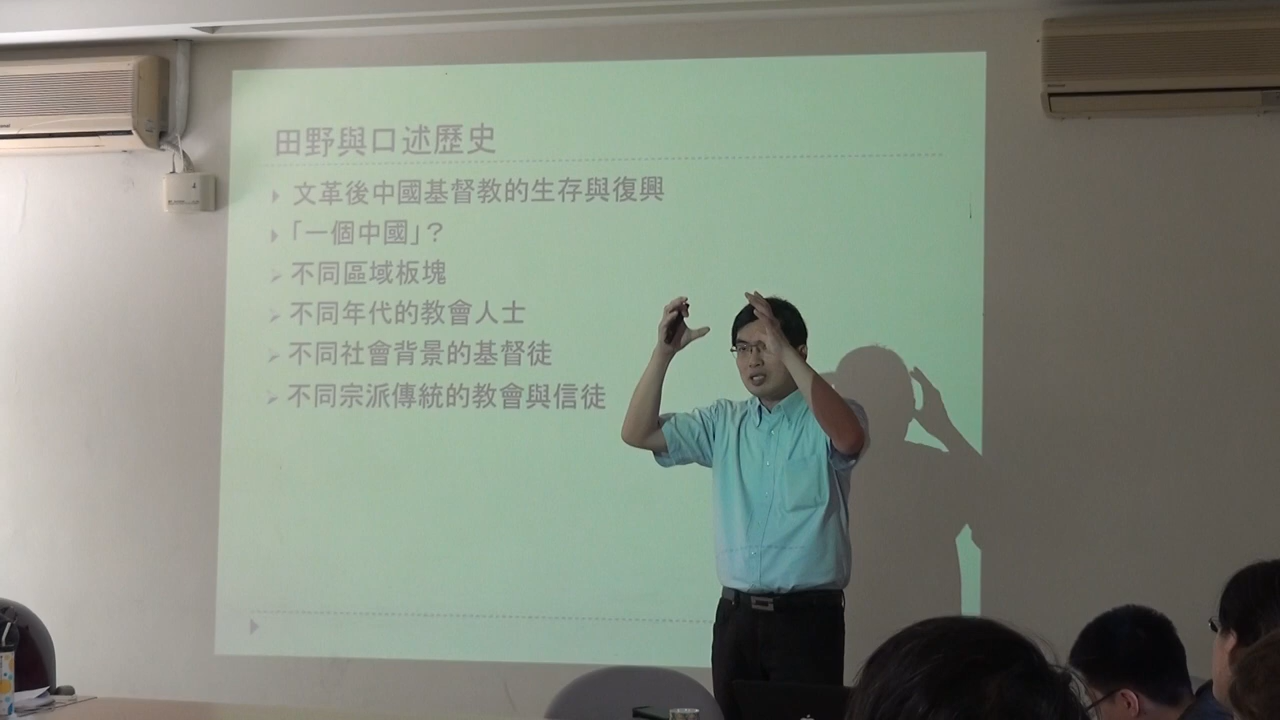 田野與口述歷史
文革後中國基督教的生存與復興
「一個中國」?
不同區域板塊
不同年代的教會人士
不同社會背景的基督徒
不同宗派傳統的教會與信徒